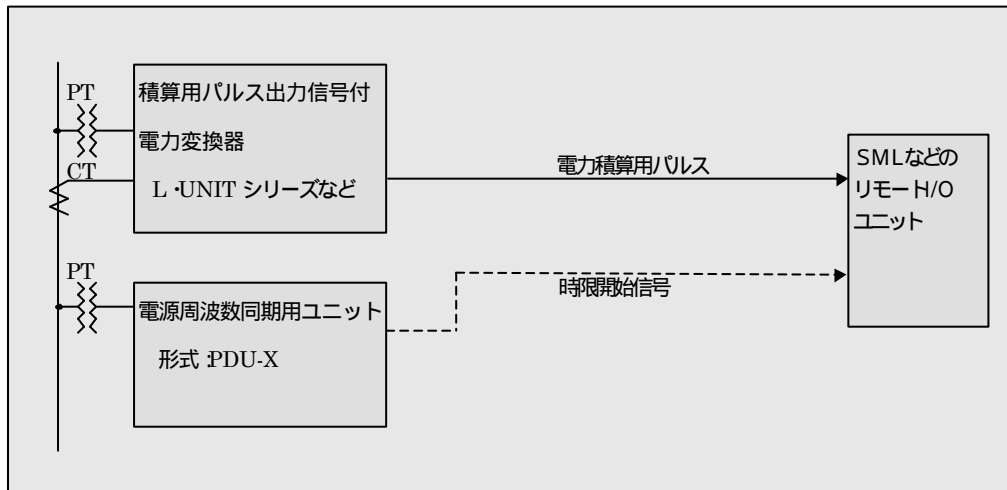 PT
積算用パルス出力信号付
電力変換器
L・UNIT シリーズなど
CT
電力積算用パルス
SMLなどの
リモートI/O
ユニット
PT
電源周波数同期用ユニット
形式:PDU-X
時限開始信号